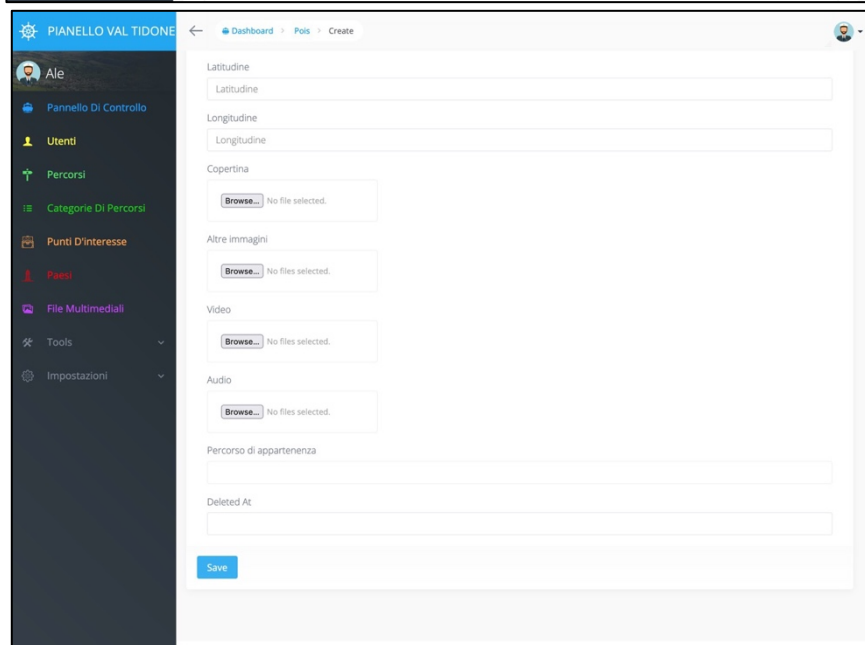 PIANELLO VAL TIDONE
Dashboard > Pois > Create
Ale
Pannello Di Controllo
Utenti
Percorsi
Categorie Di Percorsi
Punti D'interesse
Paesi
File Multimediali
Tools
Impostazioni
Latitudine
Latitudine
Longitudine
Longitudine
Copertina
Browse... No file selected.
Altre immagini
Browse... No files selected.
Video
Browse... No files selected.
Audio
Browse... No files selected.
Percorso di appartenenza
Deleted At
Save